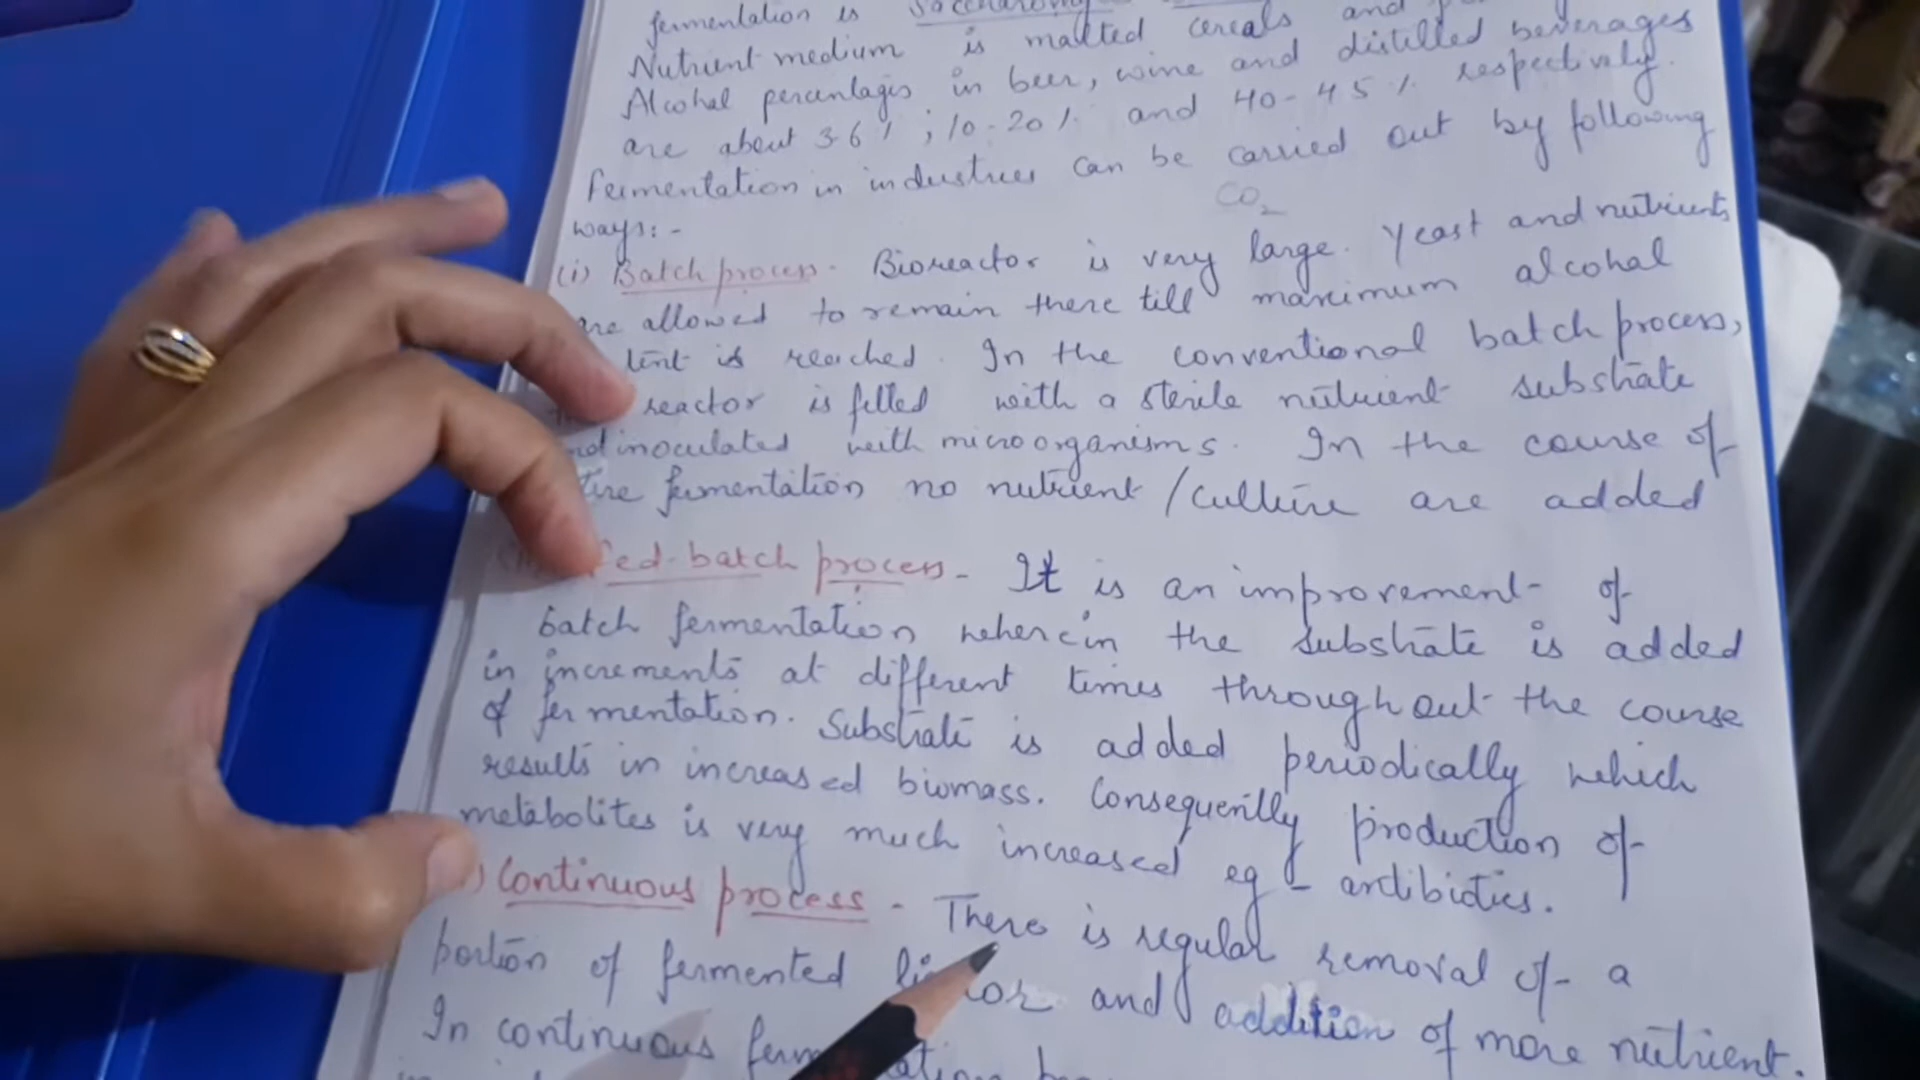 fermentation is
Nutrient medium is malted cereals and
Alcohal percentages in beer, wine and distilled beverages
are about 3-6%; 10-20% and 40-45% respectively.
Fermentation in industries can be carried out by following
ways:-
CO2
(i) Batch process- Bioreactor is very large. Yeast and nutrients
are allowed to remain there till maximum alcohal
tent is reached. In the conventional batch process,
reactor is filled with a sterile nutrient substrate
inoculated with microorganisms. In the course of
fermentation no nutrient/culture are added
fed-batch process- It is an improvement of
batch fermentation wherein the substrate is added
in increments at different times throughout the course
of fermentation. Substrate is added periodically which
results in increased biomass. Consequently production of
metabolites is very much increased eg - antibiotics.
) Continuous process - There is regular removal of a
portion of fermented and addition of more nutrient.
In continuous